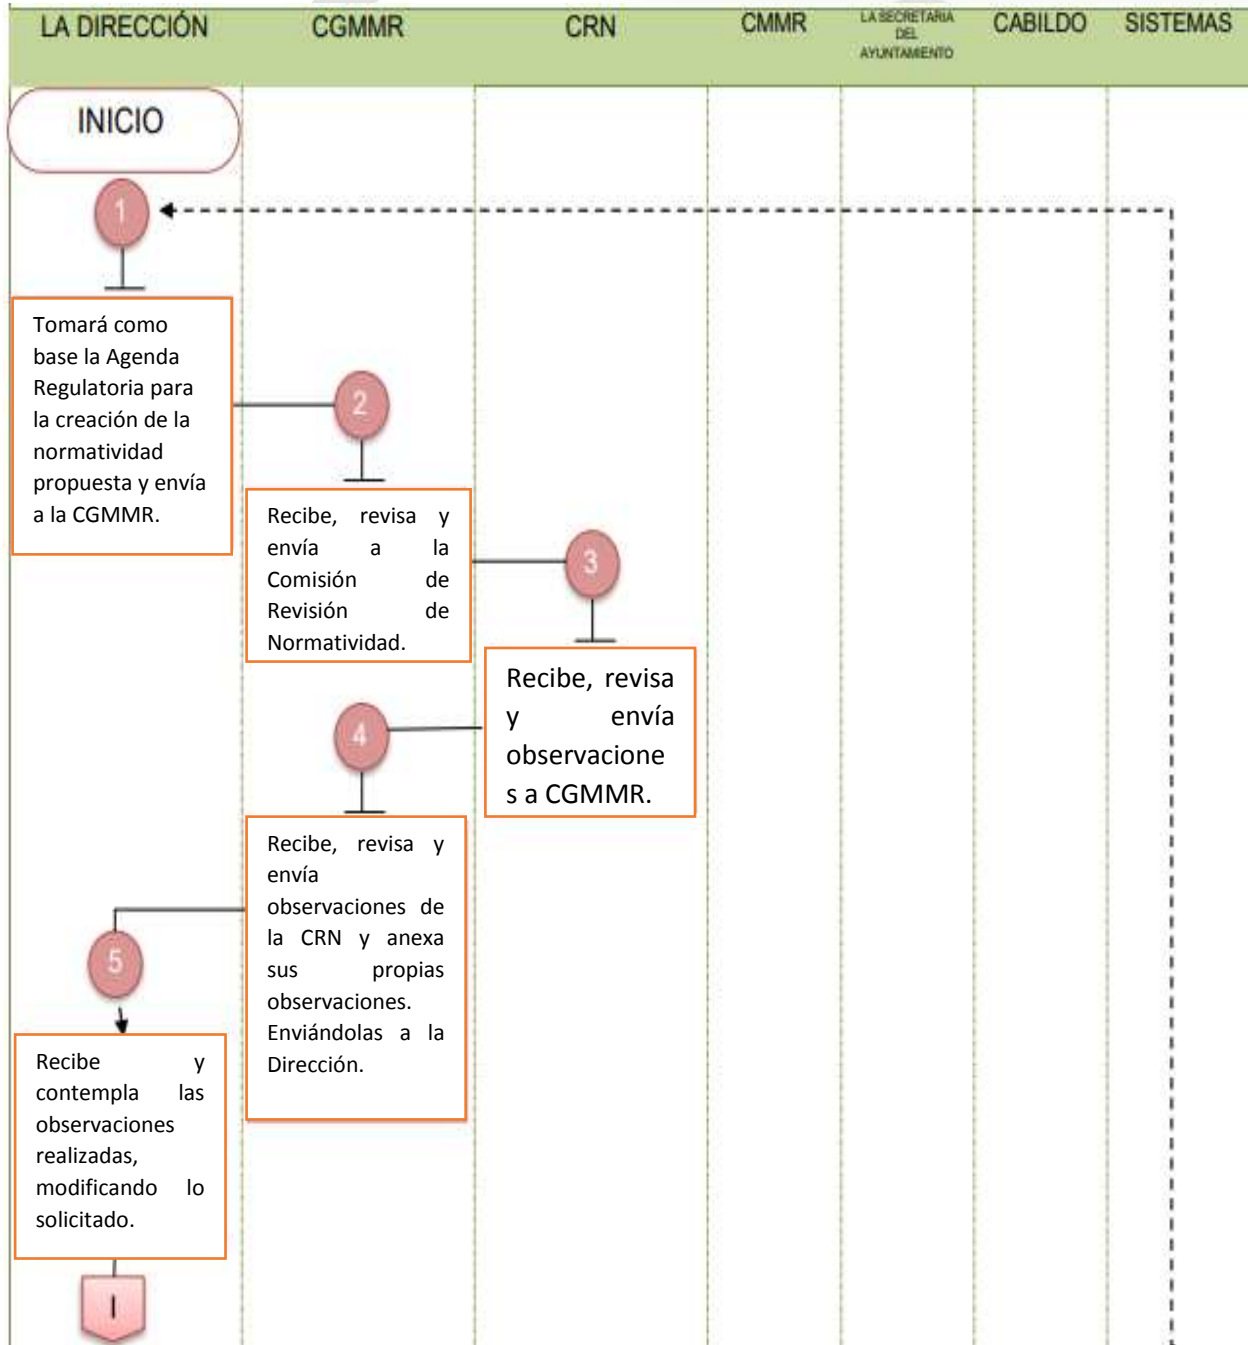 LA DIRECCIÓN
CGMMR
CRN
CMMR
LA SECRETARIA
DEL
AYUNTAMIENTO
CABILDO
SISTEMAS
INICIO
1
Tomará como
base la Agenda
Regulatoria para
la creación de la
normatividad
propuesta y envía
a la CGMMR.
2
Recibe, revisa y
envía a la
Comisión de
Revisión de
Normatividad.
3
Recibe, revisa
y envía
observacione
s a CGMMR.
4
Recibe, revisa y
envía
observaciones de
la CRN y anexa
sus propias
observaciones.
Enviándolas a la
Dirección.
5
Recibe y
contempla las
observaciones
realizadas,
modificando lo
solicitado.
I